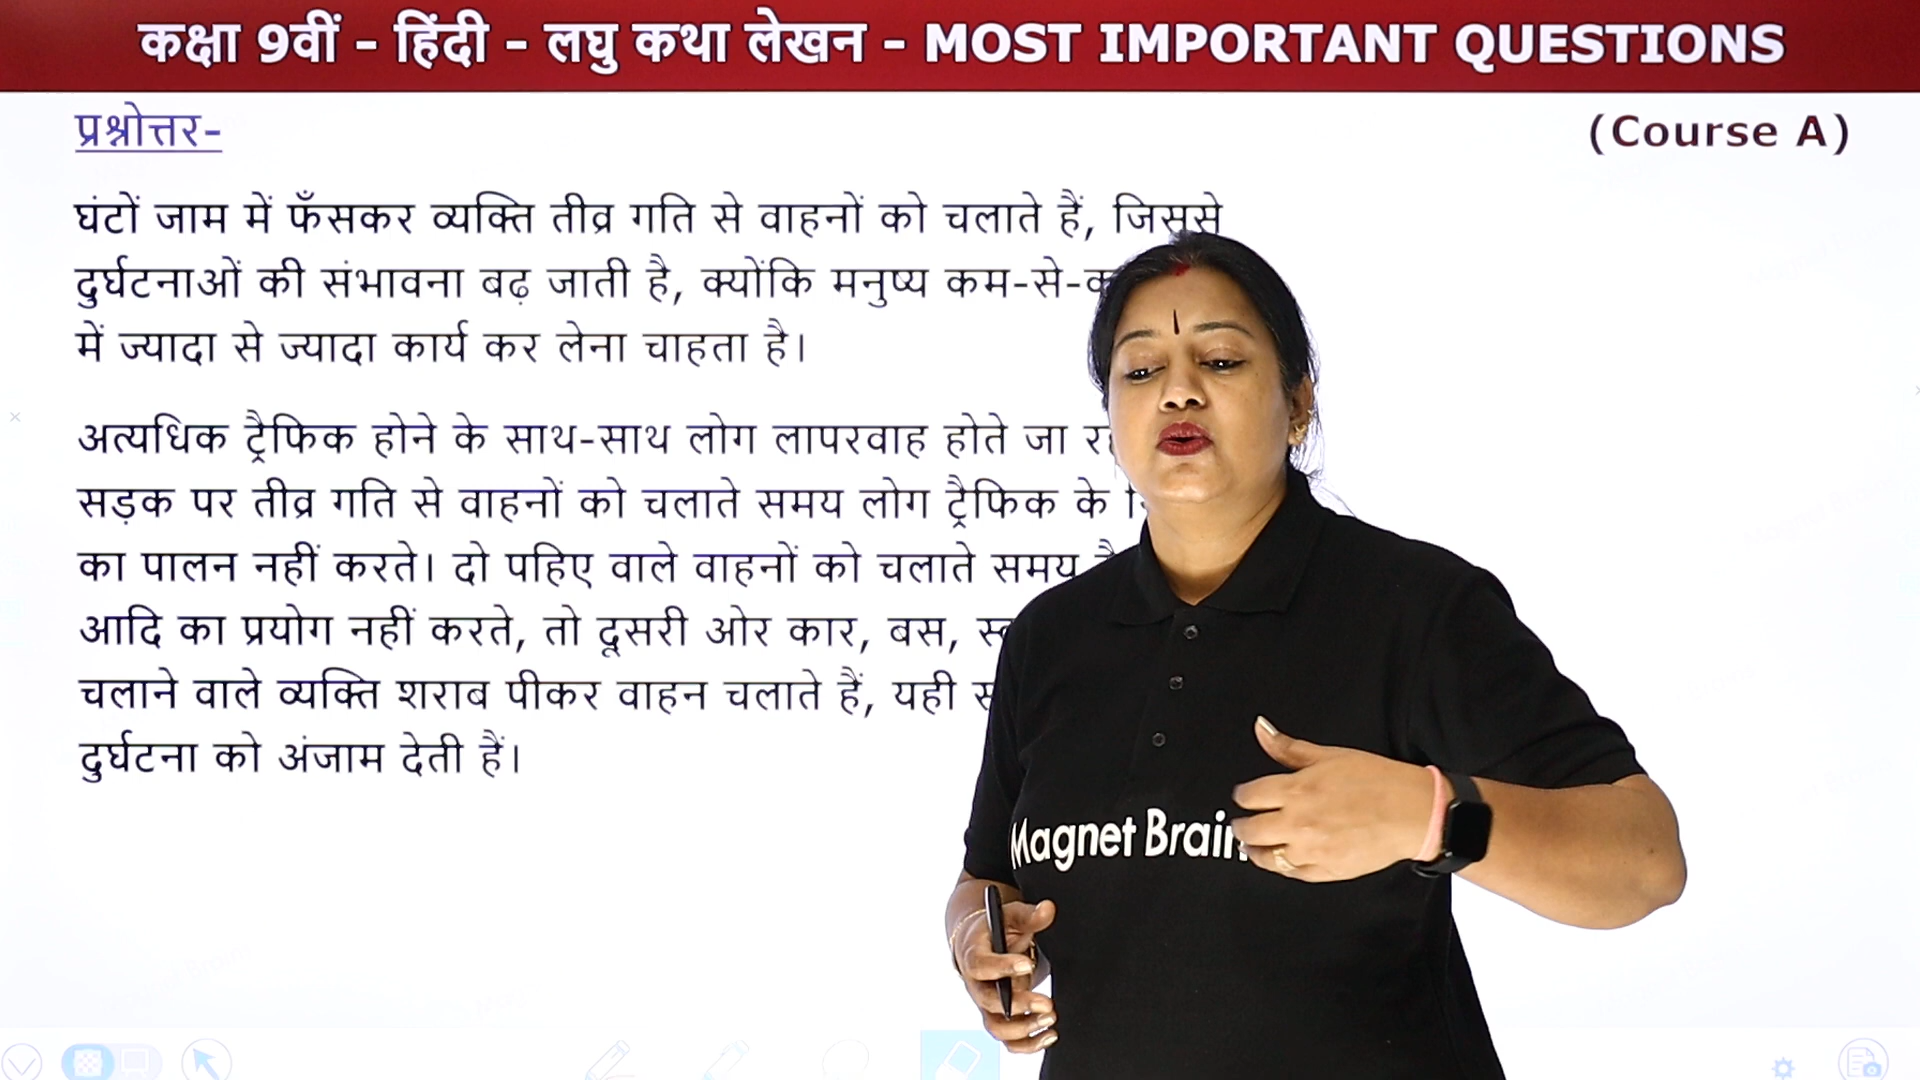 कक्षा 9वीं - हिंदी - लघु कथा लेखन - MOST IMPORTANT QUESTIONS
प्रश्नोत्तर-
(Course A)
घंटों जाम में फँसकर व्यक्ति तीव्र गति से वाहनों को चलाते हैं, जिससे
दुर्घटनाओं की संभावना बढ़ जाती है, क्योंकि मनुष्य कम-से-
में ज्यादा से ज्यादा कार्य कर लेना चाहता है।
अत्यधिक ट्रैफिक होने के साथ-साथ लोग लापरवाह होते जा
सड़क पर तीव्र गति से वाहनों को चलाते समय लोग ट्रैफिक के
का पालन नहीं करते। दो पहिए वाले वाहनों को चलाते समय
आदि का प्रयोग नहीं करते, तो दूसरी ओर कार, बस,
चलाने वाले व्यक्ति शराब पीकर वाहन चलाते हैं, यही
दुर्घटना को अंजाम देती हैं।
Magnet Brain